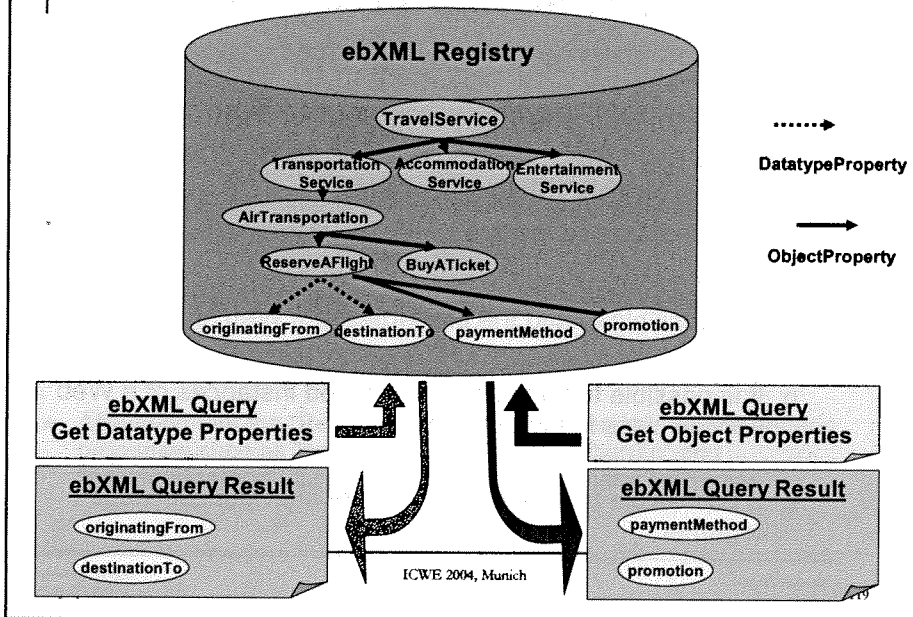 ebXML Registry
TravelService
Transportation
Service
Accommodation
Service
Entertainment
Service
AirTransportation
ReserveAFlight
BuyATicket
originatingFrom
destinationTo
paymentMethod
promotion
DatatypeProperty
ObjectProperty
ebXML Query
Get Datatype Properties
ebXML Query
Get Object Properties
ebXML Query Result
originatingFrom
destinationTo
ebXML Query Result
paymentMethod
promotion
ICWE 2004, Munich
119